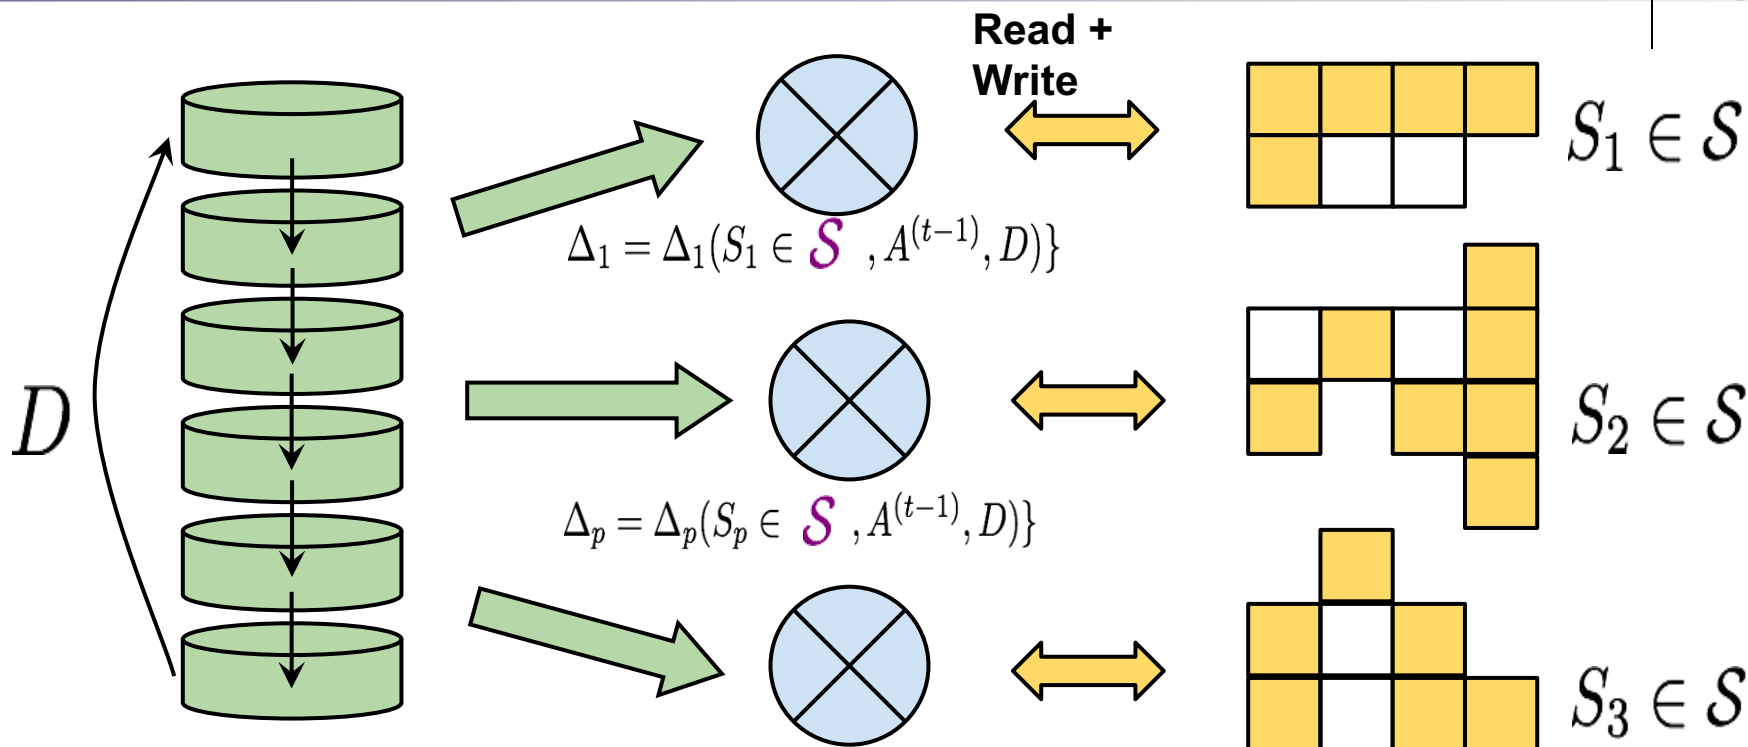 Read +
Write
S₁ ∈ 𝒮
Δ₁ = Δ₁(S₁ ∈ 𝒮 , A⁽ᵗ⁻¹⁾, D)}
D
S₂ ∈ 𝒮
Δₚ = Δₚ(Sₚ ∈ 𝒮 , A⁽ᵗ⁻¹⁾, D)}
S₃ ∈ 𝒮